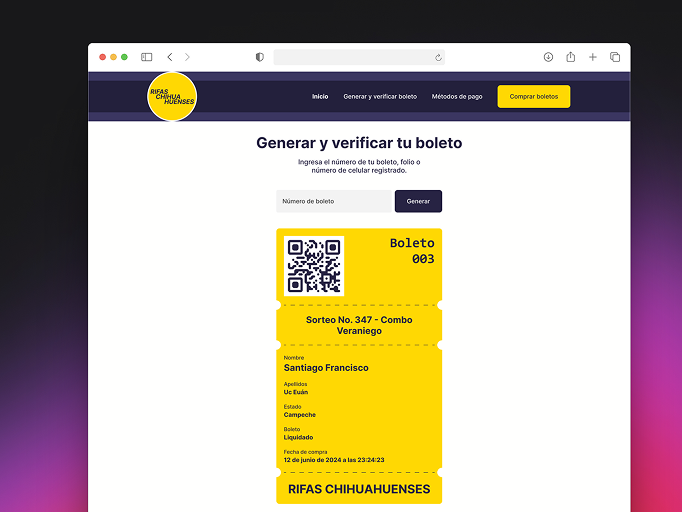 RIFAS
CHIHUA
HUENSES
Inicio
Generar y verificar boleto
Métodos de pago
Comprar boletos
Generar y verificar tu boleto
Ingresa el número de tu boleto, folio o
número de celular registrado.
Número de boleto
Generar
Boleto
003
Sorteo No. 347 - Combo
Veraniego
Nombre
Santiago Francisco
Apellidos
Uc Euán
Estado
Campeche
Boleto
Liquidado
Fecha de compra
12 de junio de 2024 a las 23:24:23
RIFAS CHIHUAHUENSES